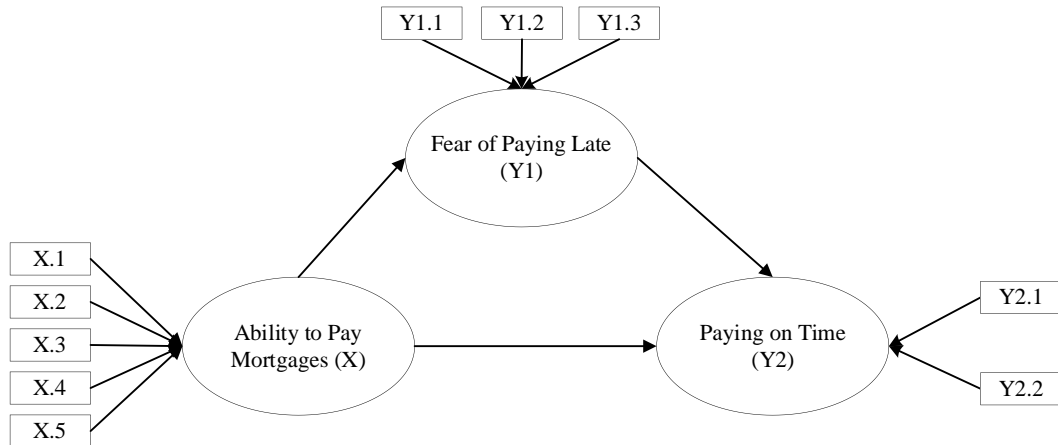 Y1.1
Y1.2
Y1.3
Fear of Paying Late
(Y1)
X.1
X.2
X.3
X.4
X.5
Ability to Pay
Mortgages (X)
Paying on Time
(Y2)
Y2.1
Y2.2